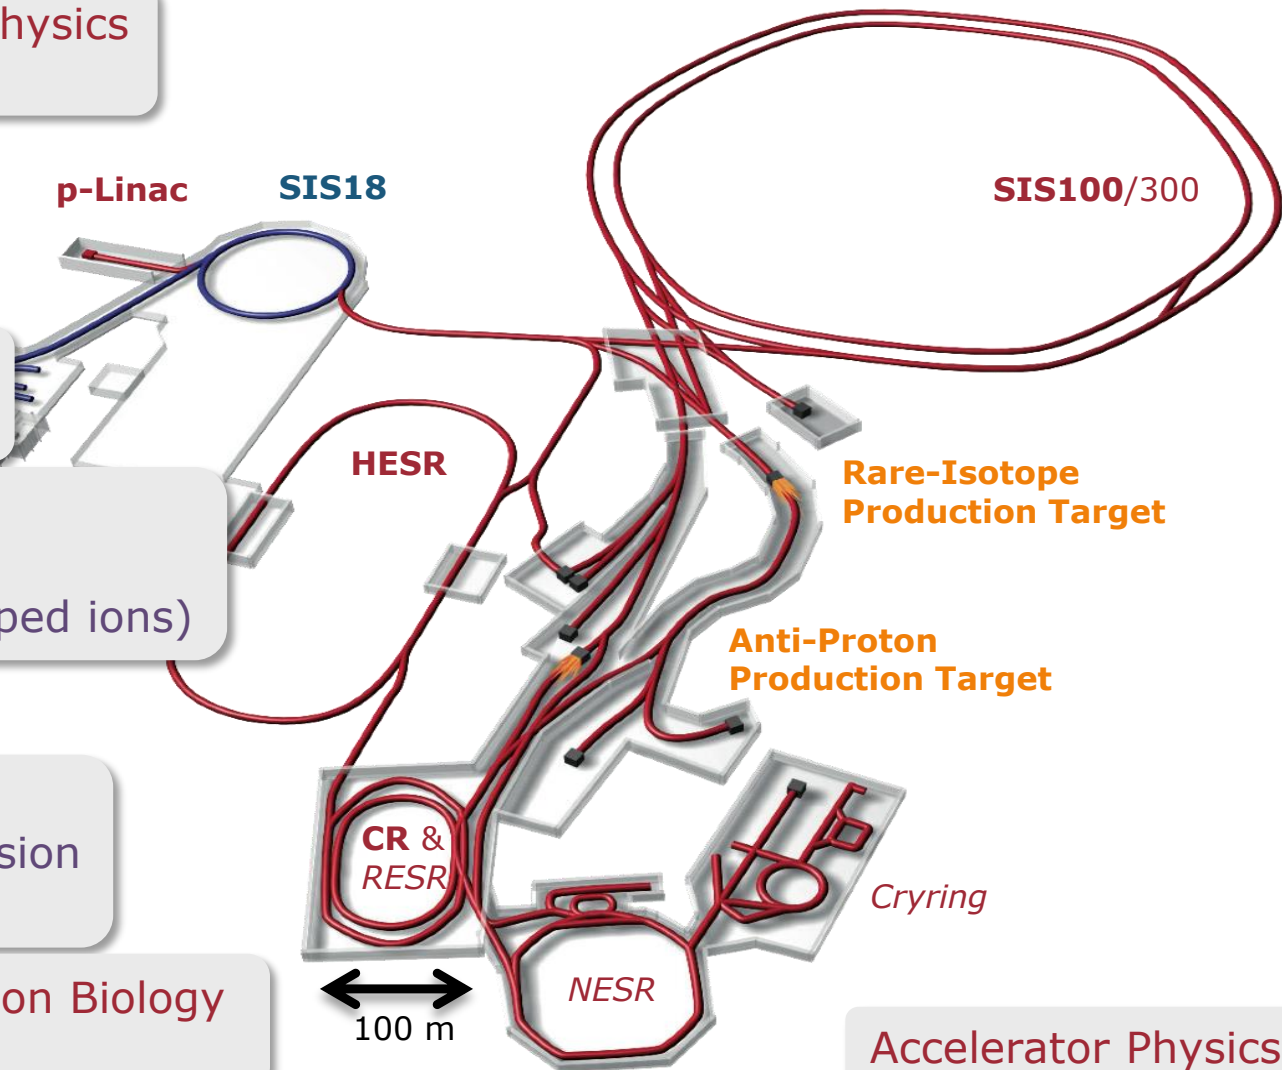 hysics
p-Linac
SIS18
SIS100/300
HESR
Rare-Isotope
Production Target
ped ions)
Anti-Proton
Production Target
sion
CR &
RESR
Cryring
on Biology
NESR
100 m
Accelerator Physics